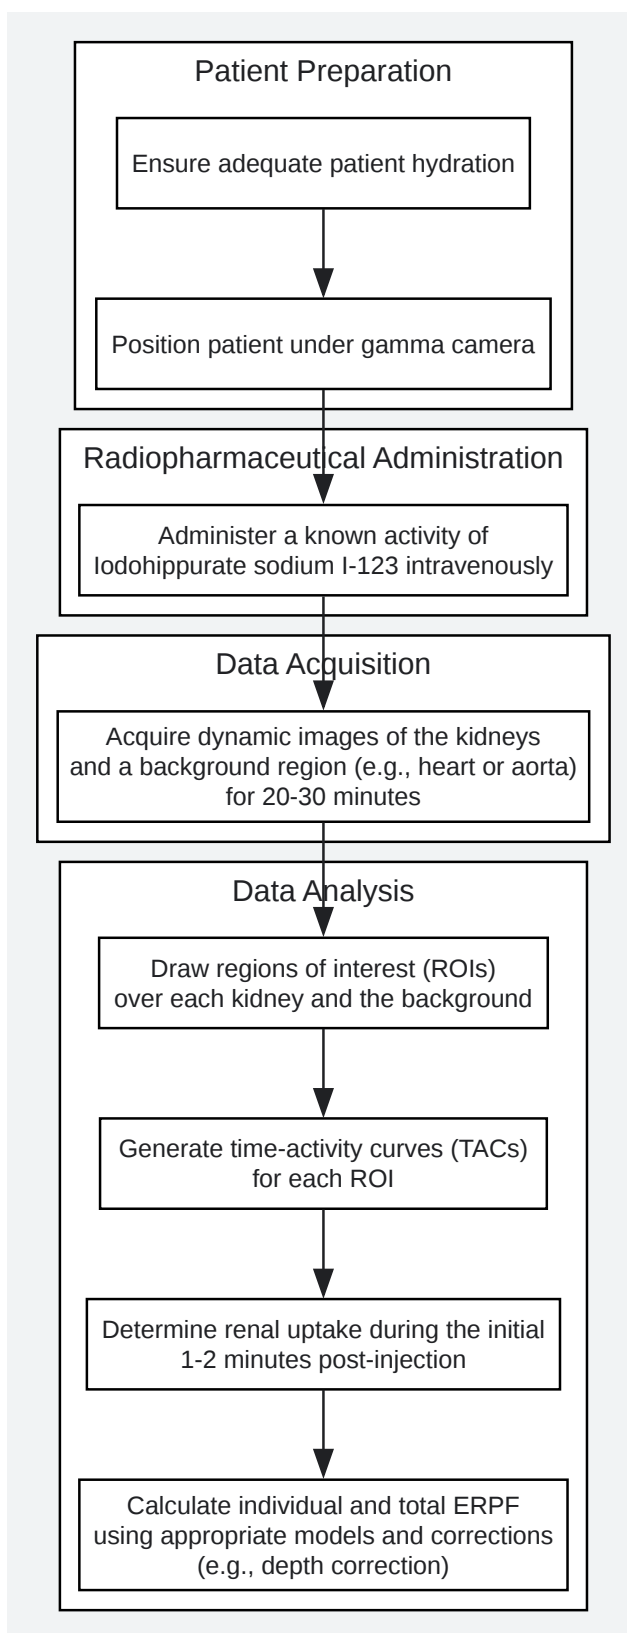 Patient Preparation
Ensure adequate patient hydration
Position patient under gamma camera
Radiopharmaceutical Administration
Administer a known activity of
Iodohippurate sodium I-123 intravenously
Data Acquisition
Acquire dynamic images of the kidneys
and a background region (e.g., heart or aorta)
for 20-30 minutes
Data Analysis
Draw regions of interest (ROIs)
over each kidney and the background
Generate time-activity curves (TACs)
for each ROI
Determine renal uptake during the initial
1-2 minutes post-injection
Calculate individual and total ERPF
using appropriate models and corrections
(e.g., depth correction)